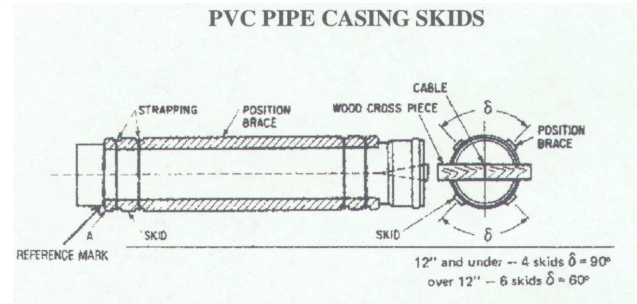 PVC PIPE CASING SKIDS
CABLE
δ
STRAPPING
POSITION
BRACE
WOOD CROSS PIECE
POSITION
BRACE
A
SKID
SKID
δ
REFERENCE MARK
12" and under -- 4 skids δ = 90°
over 12" -- 6 skids δ = 60°